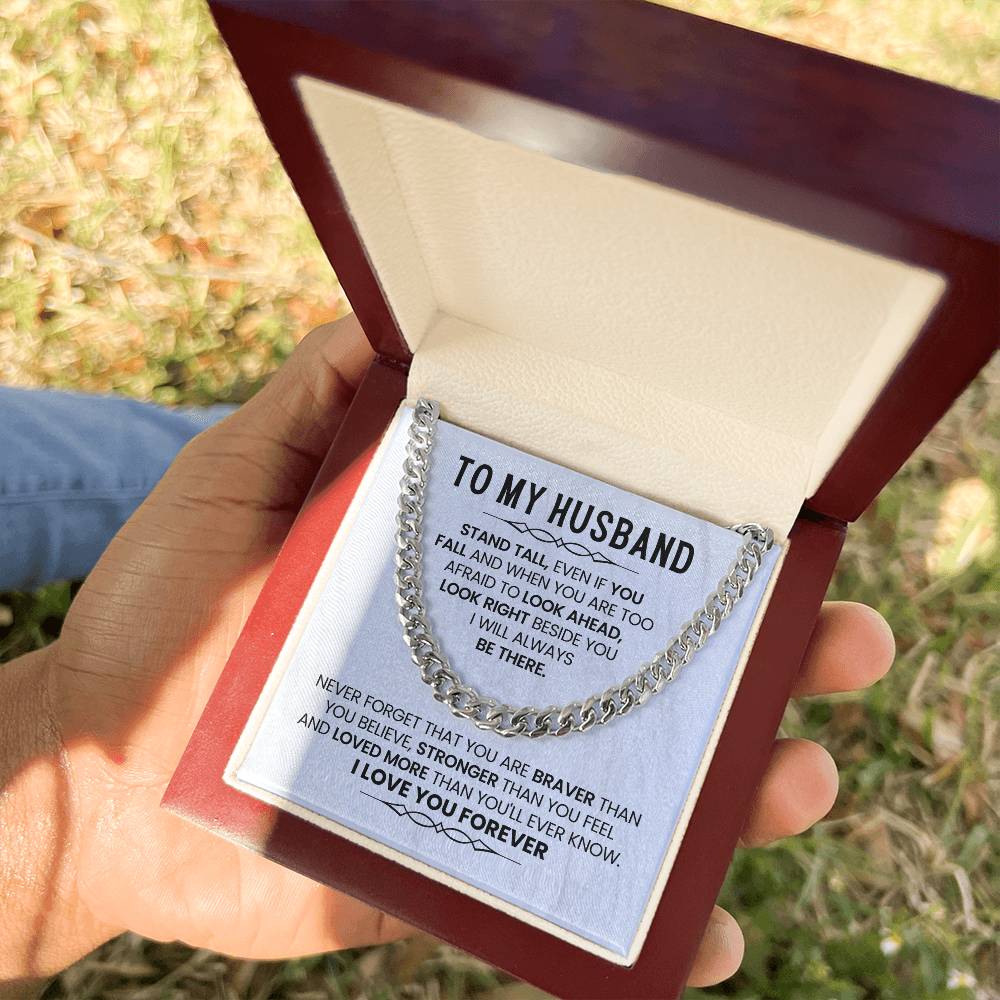 TO MY HUSBAND
STAND TALL, EVEN IF YOU
FALL AND WHEN YOU ARE TOO
AFRAID TO LOOK AHEAD,
LOOK RIGHT BESIDE YOU
I WILL ALWAYS
BE THERE.
NEVER FORGET THAT YOU ARE BRAVER THAN
YOU BELIEVE, STRONGER THAN YOU FEEL
AND LOVED MORE THAN YOU'LL EVER KNOW.
I LOVE YOU FOREVER